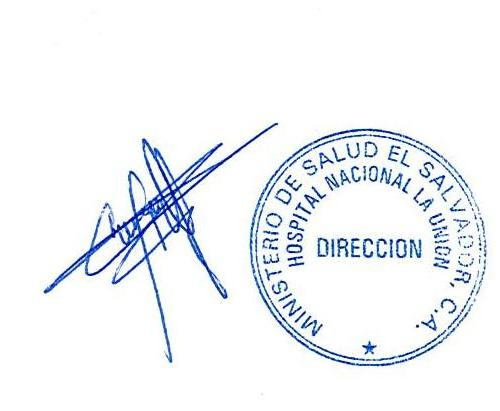 MINISTERIO DE SALUD EL SALVADOR, C.A.
HOSPITAL NACIONAL LA UNION
DIRECCION